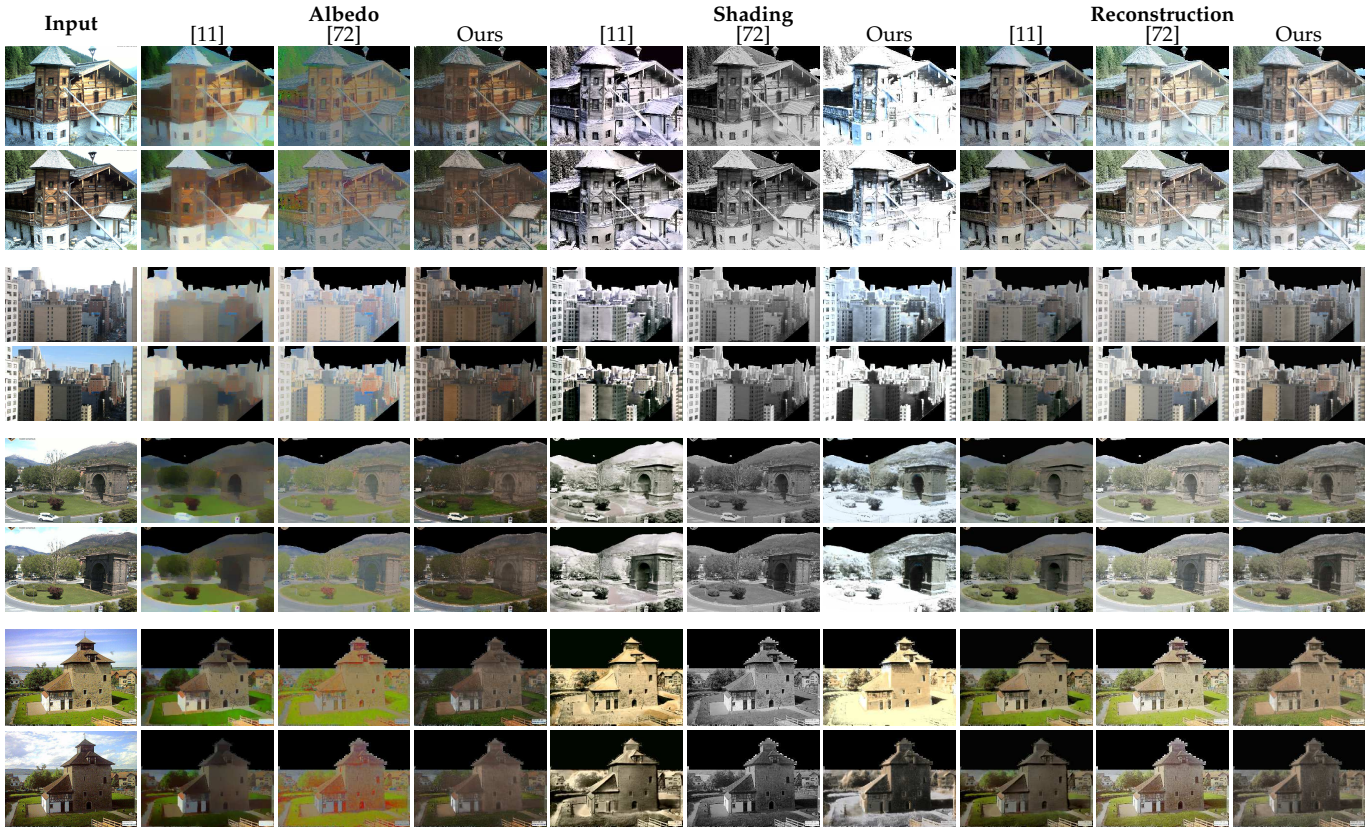 Input Albedo Shading Reconstruction
[11] [72] Ours [11] [72] Ours [11] [72] Ours